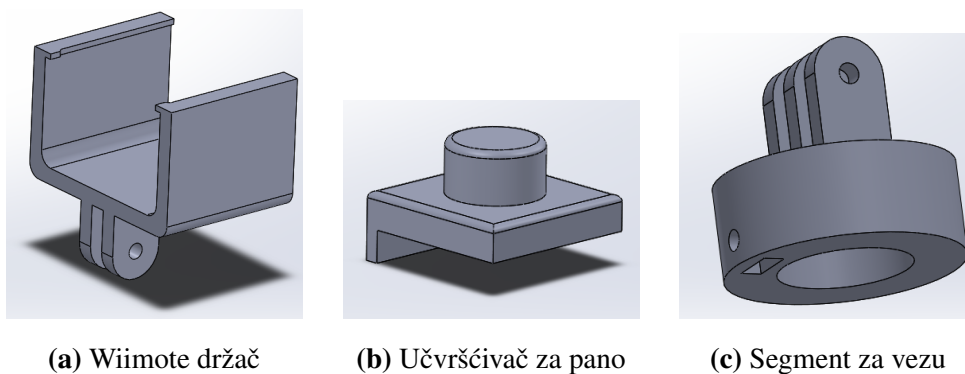 (a) Wiimote držač
(b) Učvršćivač za pano
(c) Segment za vezu